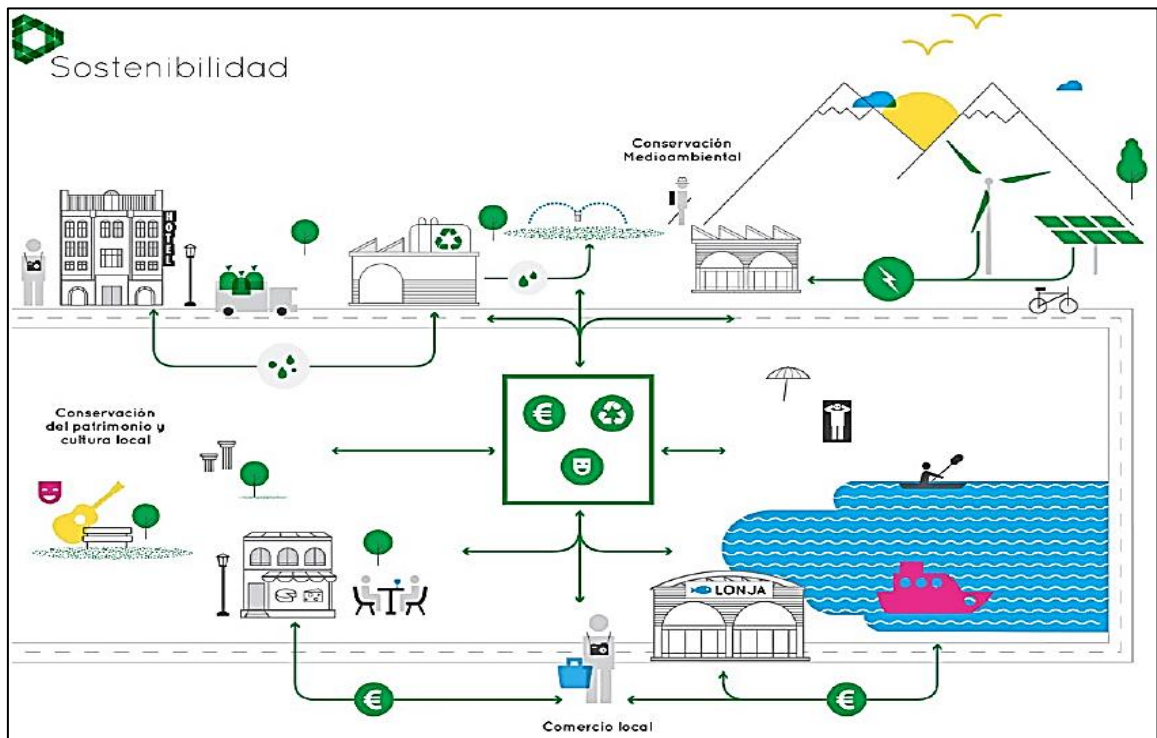 Sostenibilidad
Conservación
Medioambiental
HOTEL
Conservación
del patrimonio y
cultura local
€
€
LONJA
€
€
Comercio local